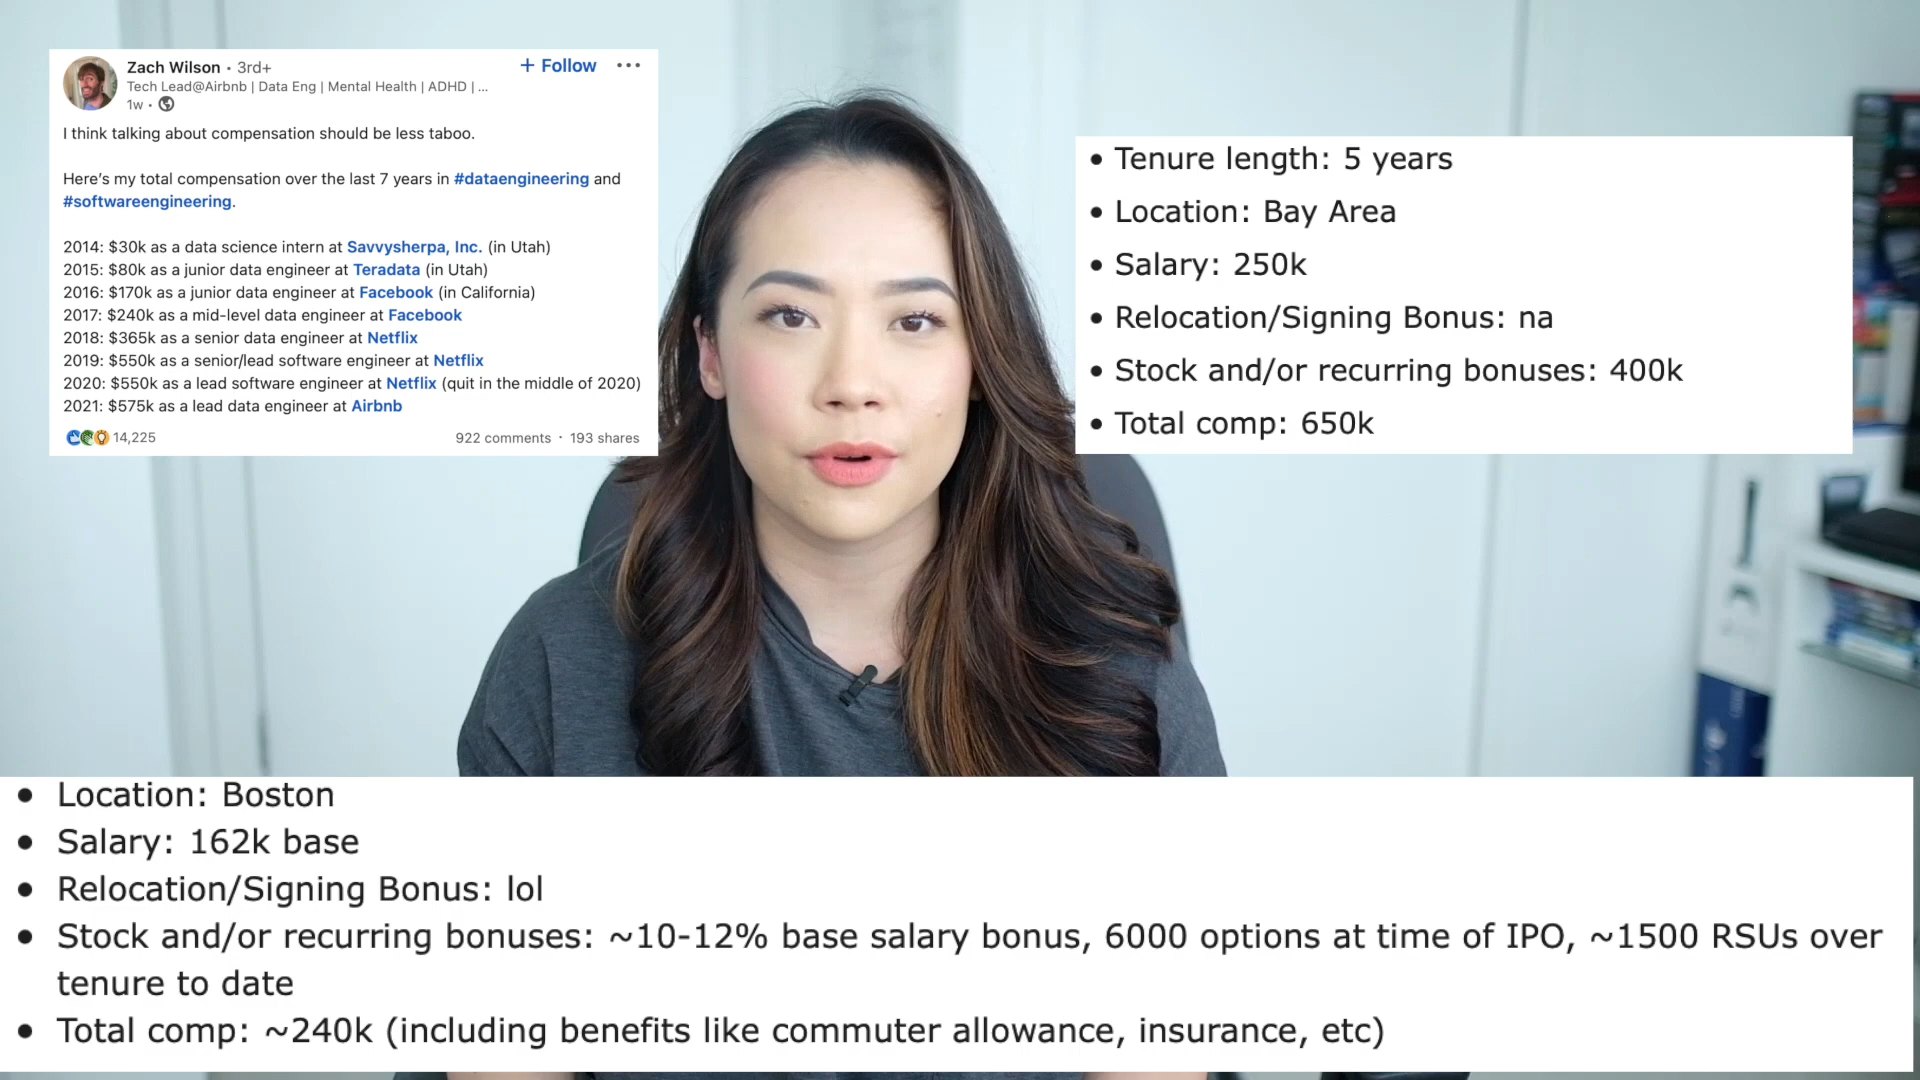 Zach Wilson • 3rd+
+ Follow •••
Tech Lead@Airbnb | Data Eng | Mental Health | ADHD | ...
1w •
I think talking about compensation should be less taboo.
Here's my total compensation over the last 7 years in #dataengineering and
#softwareengineering.
2014: $30k as a data science intern at Savvysherpa, Inc. (in Utah)
2015: $80k as a junior data engineer at Teradata (in Utah)
2016: $170k as a junior data engineer at Facebook (in California)
2017: $240k as a mid-level data engineer at Facebook
2018: $365k as a senior data engineer at Netflix
2019: $550k as a senior/lead software engineer at Netflix
2020: $550k as a lead software engineer at Netflix (quit in the middle of 2020)
2021: $575k as a lead data engineer at Airbnb
14,225
922 comments • 193 shares
• Tenure length: 5 years
• Location: Bay Area
• Salary: 250k
• Relocation/Signing Bonus: na
• Stock and/or recurring bonuses: 400k
• Total comp: 650k
• Location: Boston
• Salary: 162k base
• Relocation/Signing Bonus: lol
• Stock and/or recurring bonuses: ~10-12% base salary bonus, 6000 options at time of IPO, ~1500 RSUs over
tenure to date
• Total comp: ~240k (including benefits like commuter allowance, insurance, etc)